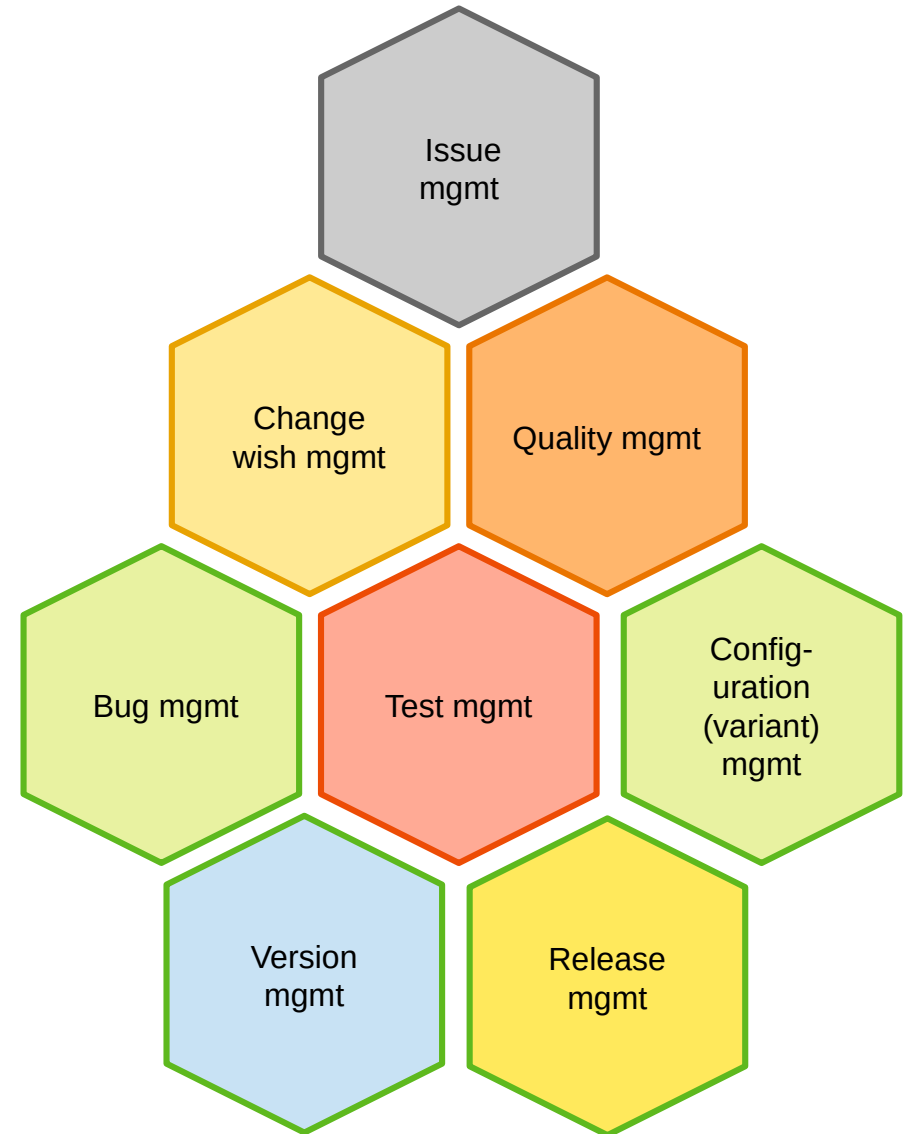 Issue
mgmt
Change
wish mgmt
Quality mgmt
Bug mgmt
Test mgmt
Config-
uration
(variant)
mgmt
Version
mgmt
Release
mgmt